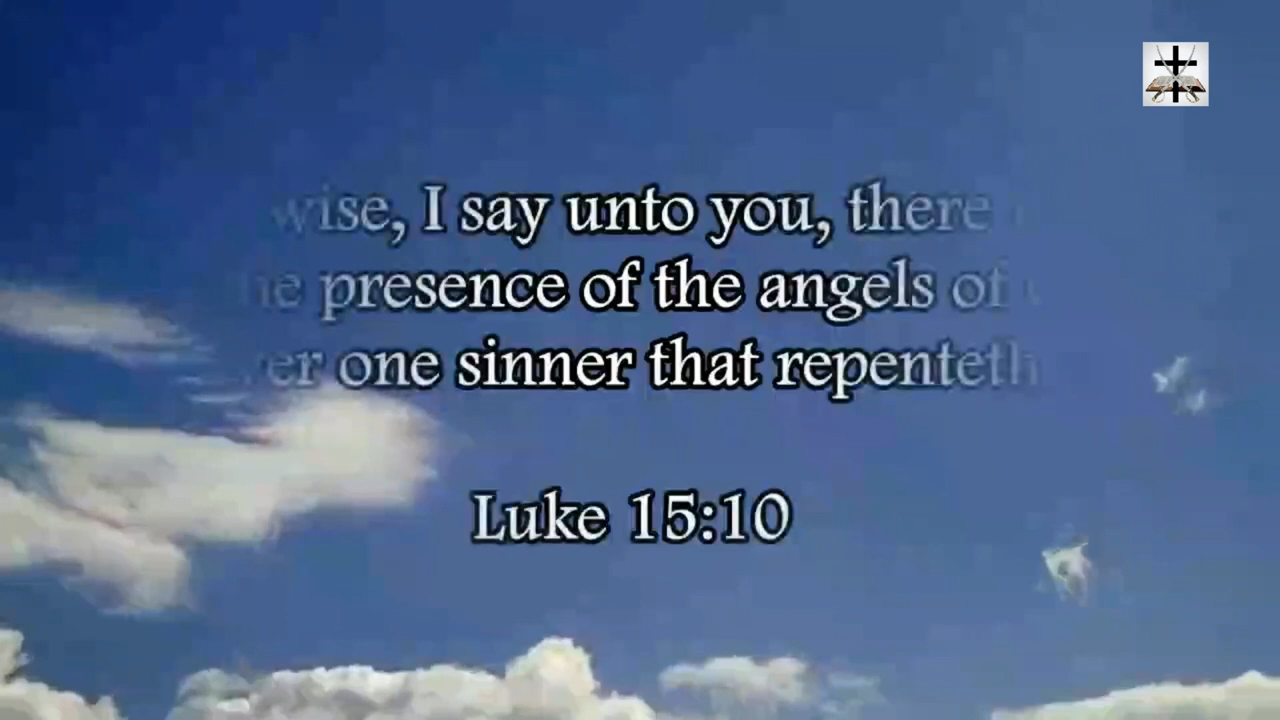 wise, I say unto you, there
presence of the angels of
one sinner that repenteth
Luke 15:10